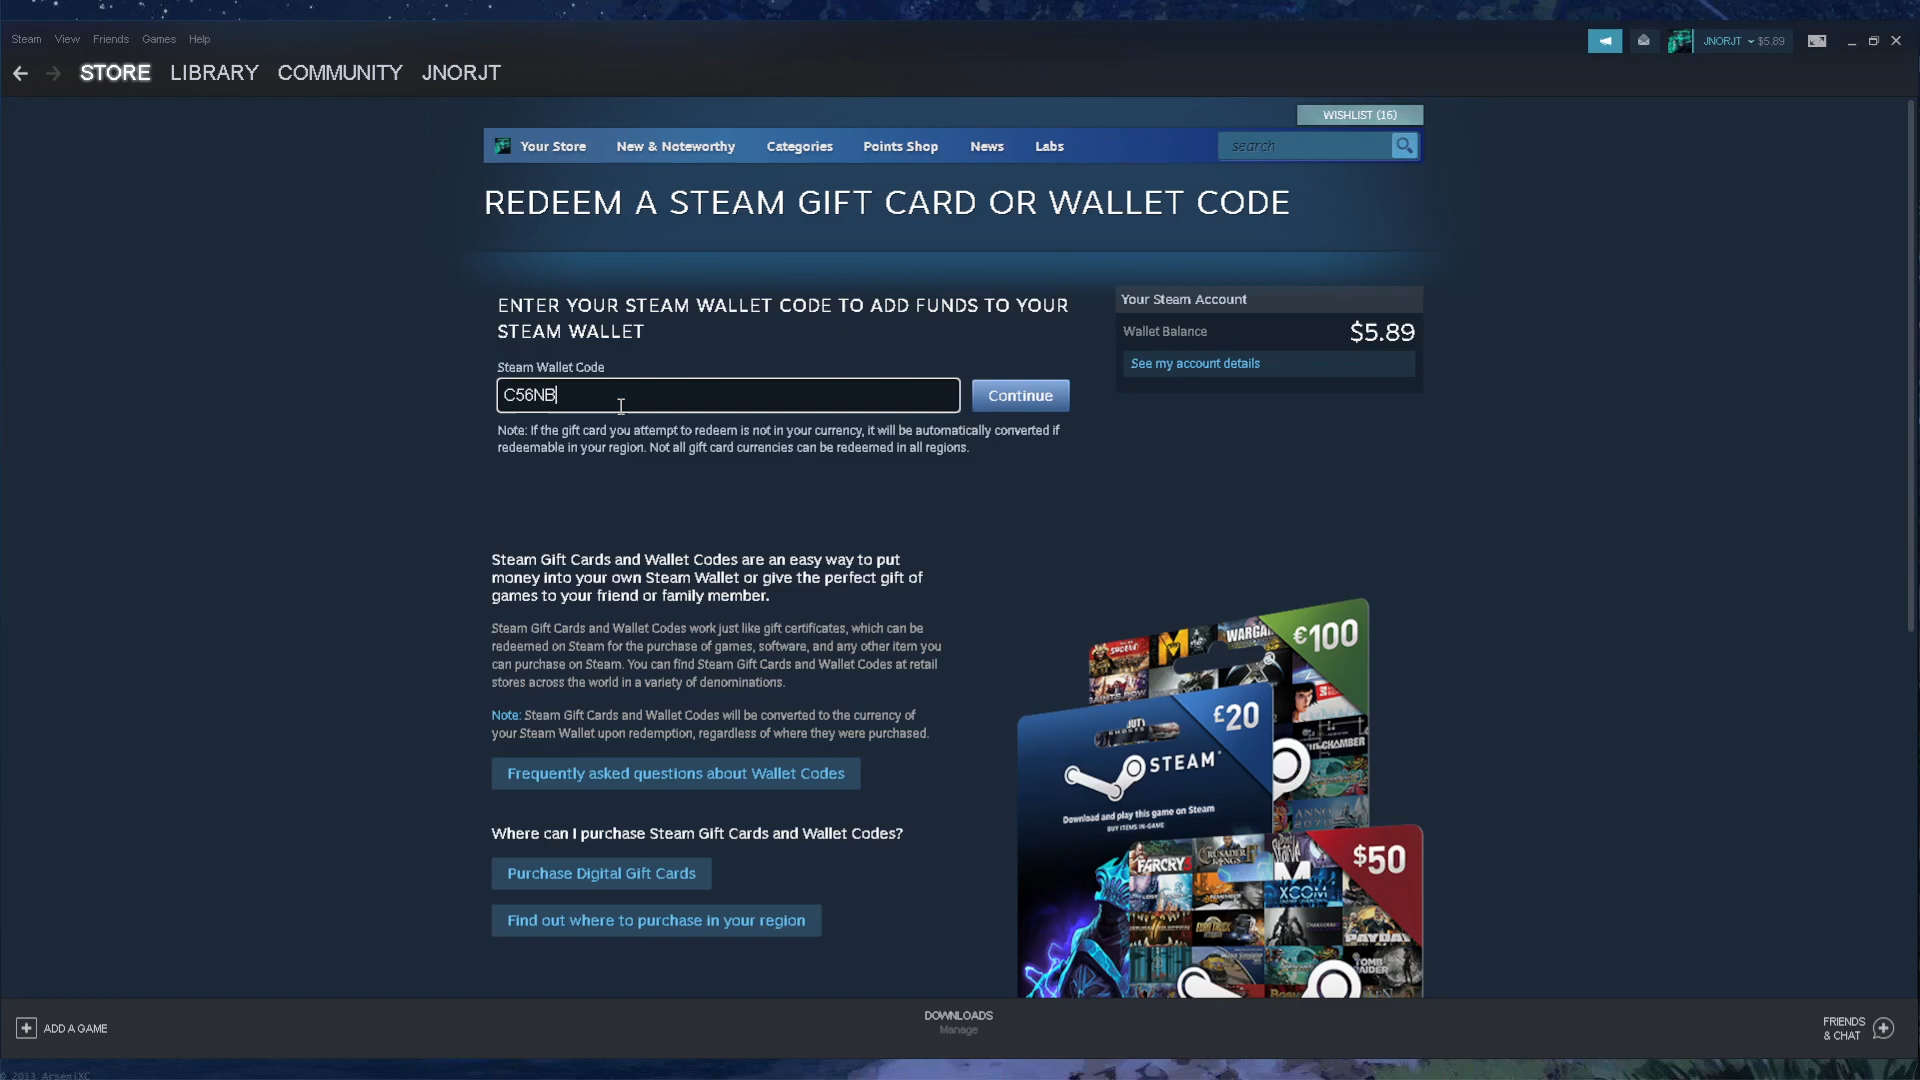 Steam View Friends Games Help
JNORJT $5.89
STORE LIBRARY COMMUNITY JNORJT
WISHLIST (16)
Your Store New & Noteworthy Categories Points Shop News Labs search
REDEEM A STEAM GIFT CARD OR WALLET CODE
ENTER YOUR STEAM WALLET CODE TO ADD FUNDS TO YOUR
STEAM WALLET
Steam Wallet Code
C56NB
Continue
Note: If the gift card you attempt to redeem is not in your currency, it will be automatically converted if
redeemable in your region. Not all gift card currencies can be redeemed in all regions.
Your Steam Account
Wallet Balance $5.89
See my account details
Steam Gift Cards and Wallet Codes are an easy way to put
money into your own Steam Wallet or give the perfect gift of
games to your friend or family member.
Steam Gift Cards and Wallet Codes work just like gift certificates, which can be
redeemed on Steam for the purchase of games, software, and any other item you
can purchase on Steam. You can find Steam Gift Cards and Wallet Codes at retail
stores across the world in a variety of denominations.
Note: Steam Gift Cards and Wallet Codes will be converted to the currency of
your Steam Wallet upon redemption, regardless of where they were purchased.
Frequently asked questions about Wallet Codes
Where can I purchase Steam Gift Cards and Wallet Codes?
Purchase Digital Gift Cards
Find out where to purchase in your region
€100
£20
STEAM
Download and play this game on Steam
BUY ITEMS IN-GAME
ANNO
2070
$50
FARCRY
CRUSADER
KINGS
XCOM
PAYDAY
TOMB
RAIDER
ADD A GAME
DOWNLOADS
Manage
FRIENDS
& CHAT
© 2013 ArseniXC